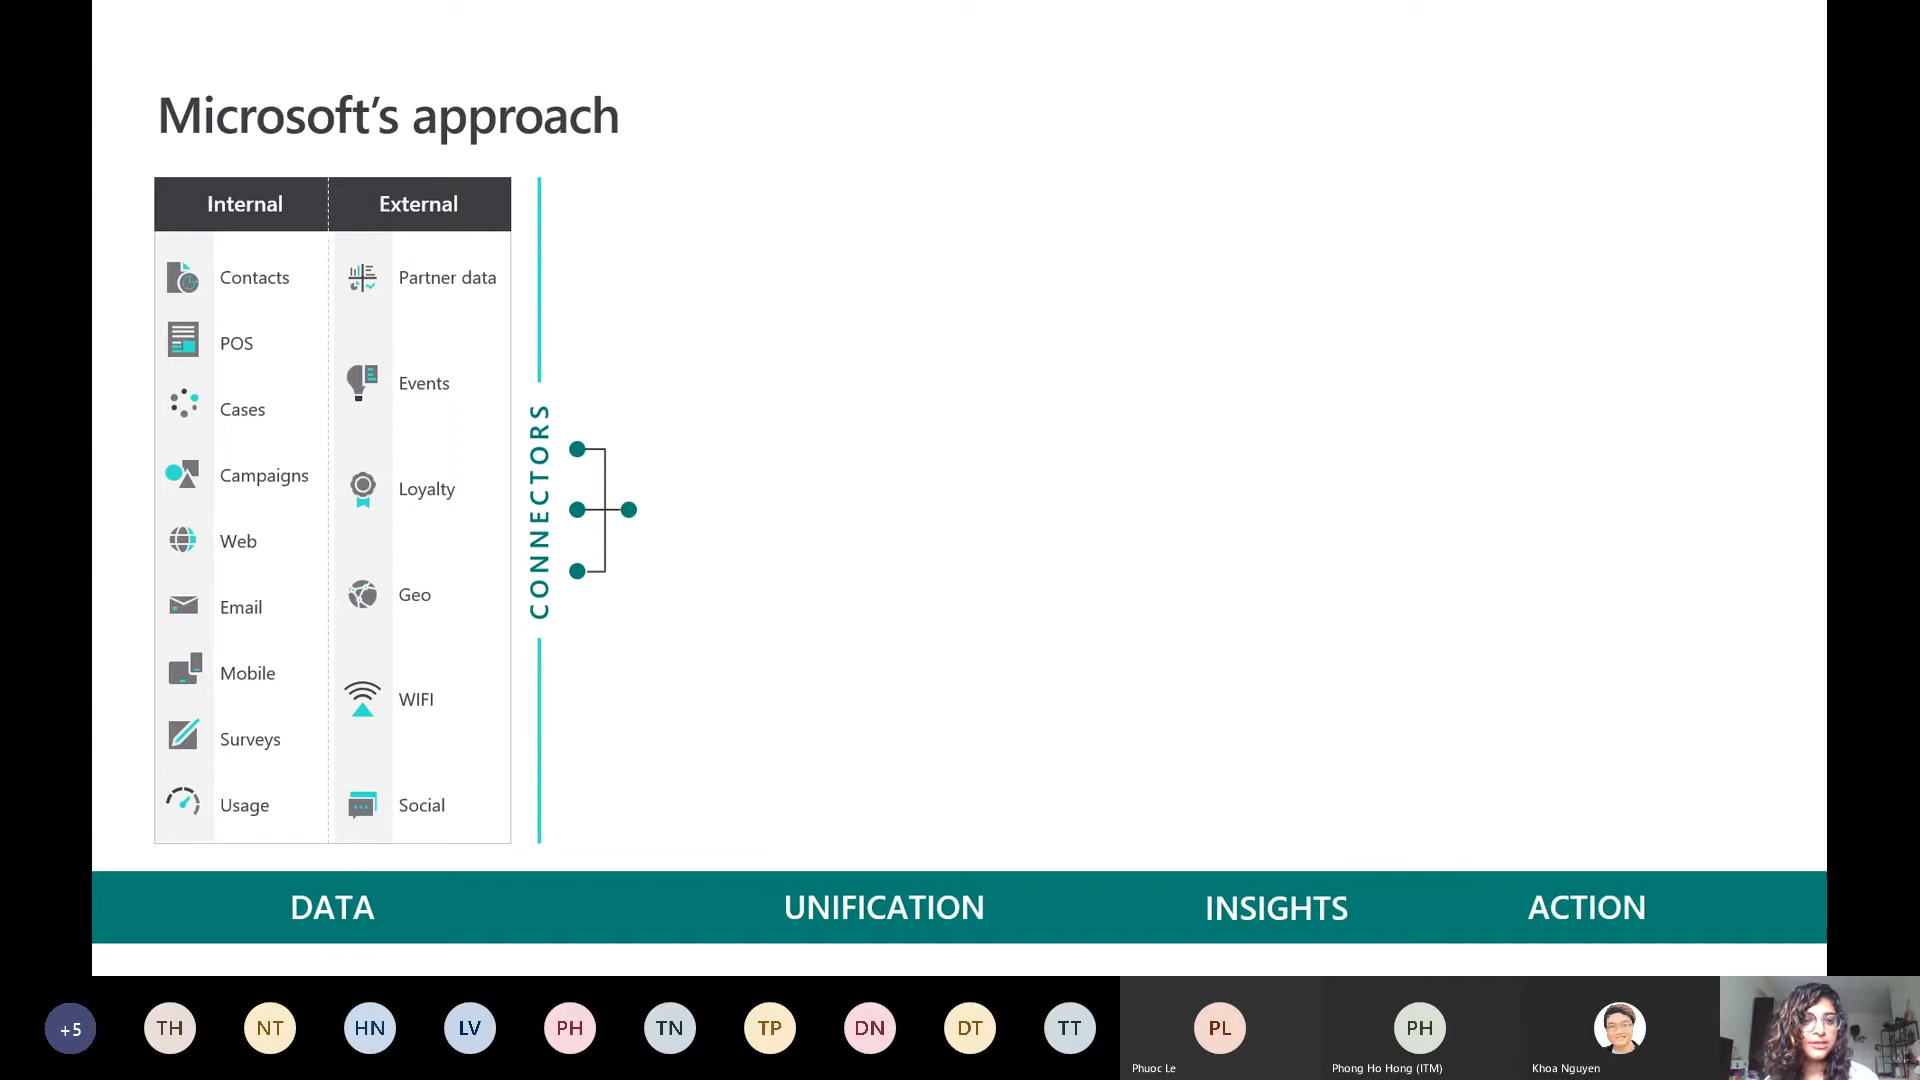 Microsoft's approach
Internal
External
Contacts
POS
Cases
Campaigns
Web
Email
Mobile
Surveys
Usage
Partner data
Events
Loyalty
Geo
WIFI
Social
CONNECTORS
DATA
UNIFICATION
INSIGHTS
ACTION
+5
TH
NT
HN
LV
PH
TN
TP
DN
DT
TT
PL
PH
Phuoc Le
Phong Ho Hong (ITM)
Khoa Nguyen